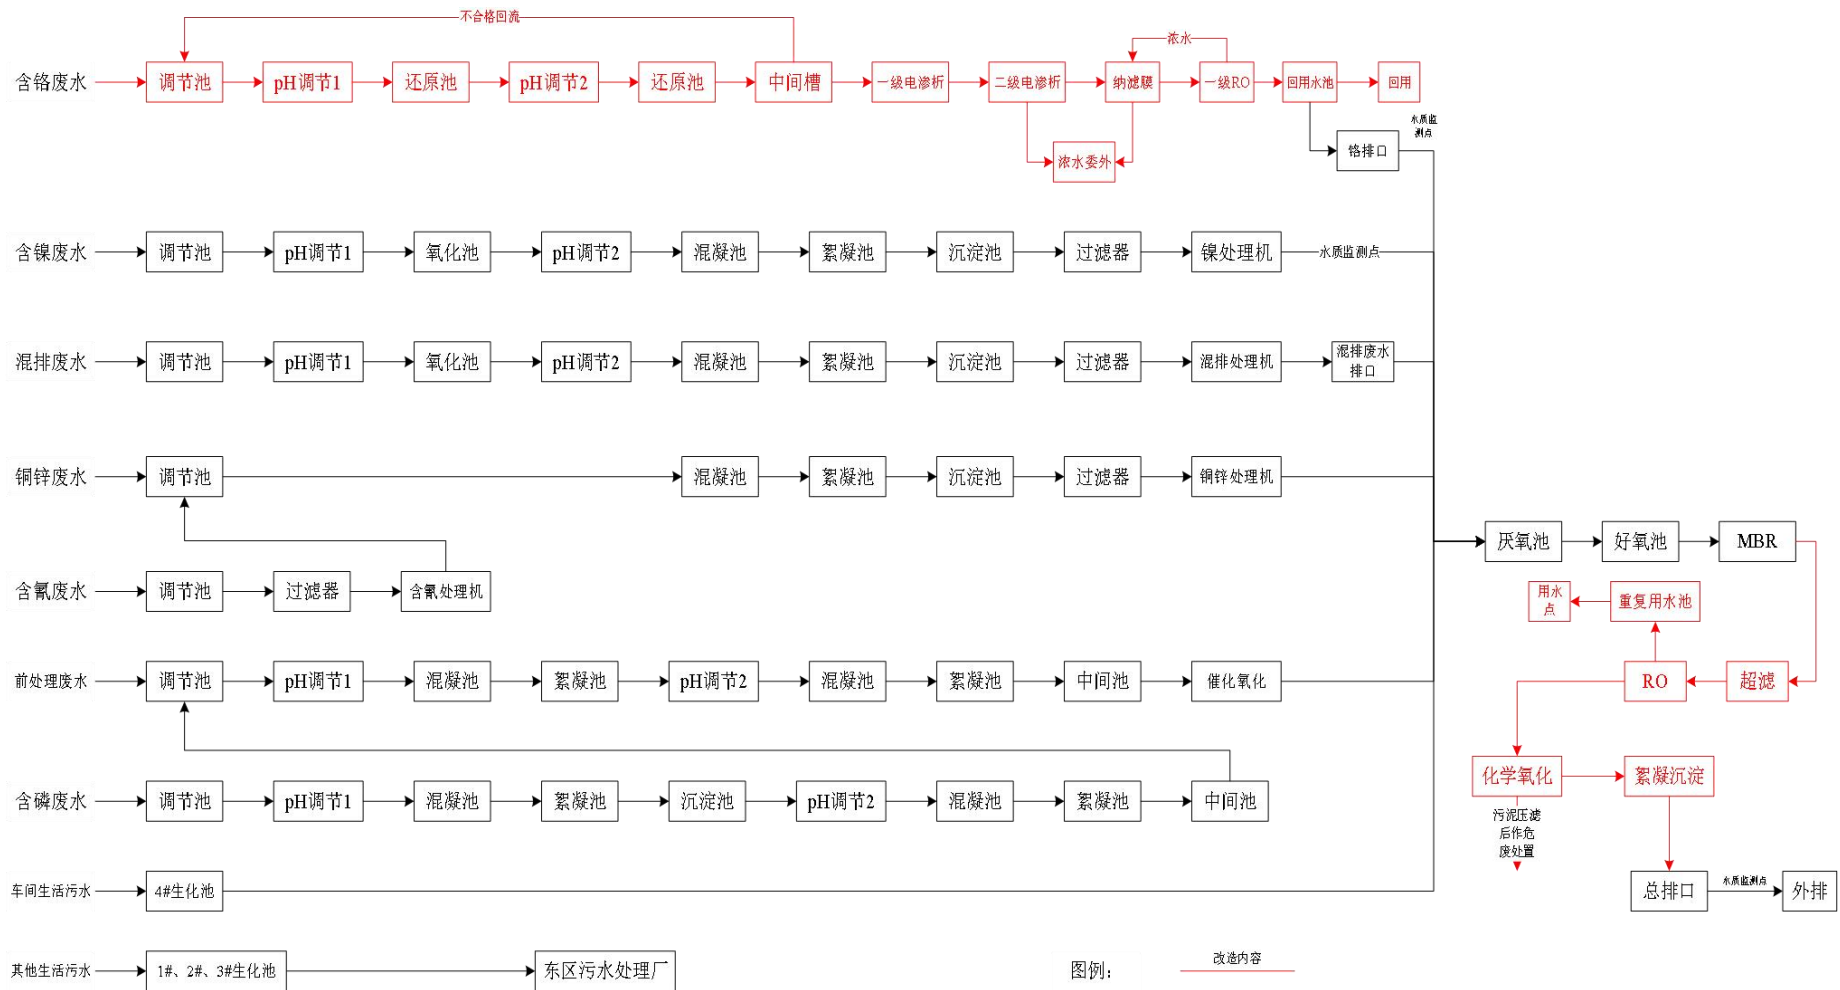 不合格回流
含铬废水
调节池
pH调节1
还原池
pH调节2
还原池
中间槽
一级电渗析
二级电渗析
纳滤膜
浓水
一级RO
回用水池
回用
浓水委外
铬排口
水质监
测点
含镍废水
调节池
pH调节1
氧化池
pH调节2
混凝池
絮凝池
沉淀池
过滤器
镍处理机
水质监测点
混排废水
调节池
pH调节1
氧化池
pH调节2
混凝池
絮凝池
沉淀池
过滤器
混排处理机
混排废水
排口
铜锌废水
调节池
混凝池
絮凝池
沉淀池
过滤器
铜锌处理机
厌氧池
好氧池
MBR
含氰废水
调节池
过滤器
含氰处理机
用水
点
重复用水池
前处理废水
调节池
pH调节1
混凝池
絮凝池
pH调节2
混凝池
絮凝池
中间池
催化氧化
RO
超滤
含磷废水
调节池
pH调节1
混凝池
絮凝池
沉淀池
pH调节2
混凝池
絮凝池
中间池
化学氧化
絮凝沉淀
污泥压滤
后作危
废处置
车间生活污水
4#生化池
总排口
水质监测点
外排
其他生活污水
1#、2#、3#生化池
东区污水处理厂
图例：
改造内容